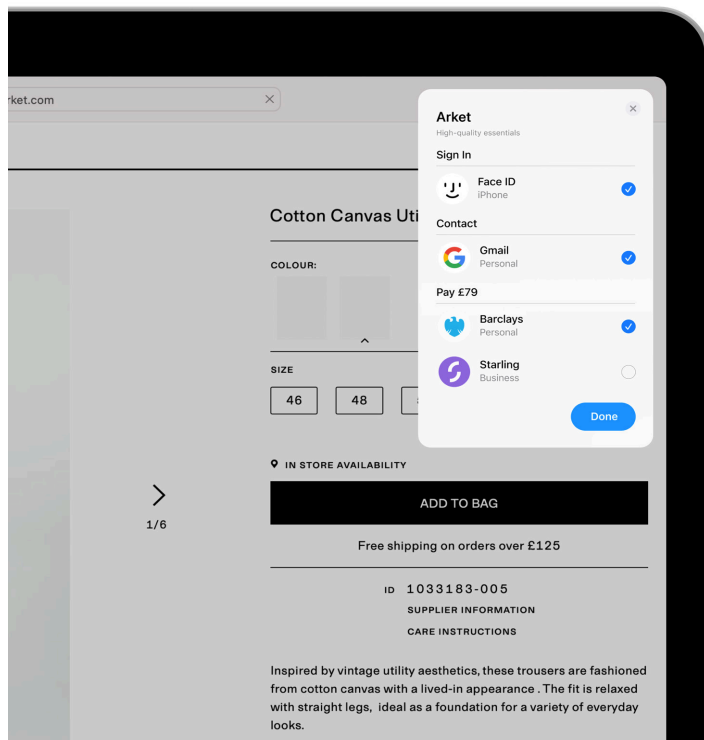 rket.com
Arket
High-quality essentials
Sign In
Face ID
iPhone
Contact
Gmail
Personal
Pay £79
Barclays
Personal
Starling
Business
Done
Cotton Canvas Uti
COLOUR:
SIZE
46 48
IN STORE AVAILABILITY
ADD TO BAG
Free shipping on orders over £125
1/6
ID 1033183-005
SUPPLIER INFORMATION
CARE INSTRUCTIONS
Inspired by vintage utility aesthetics, these trousers are fashioned
from cotton canvas with a lived-in appearance . The fit is relaxed
with straight legs, ideal as a foundation for a variety of everyday
looks.